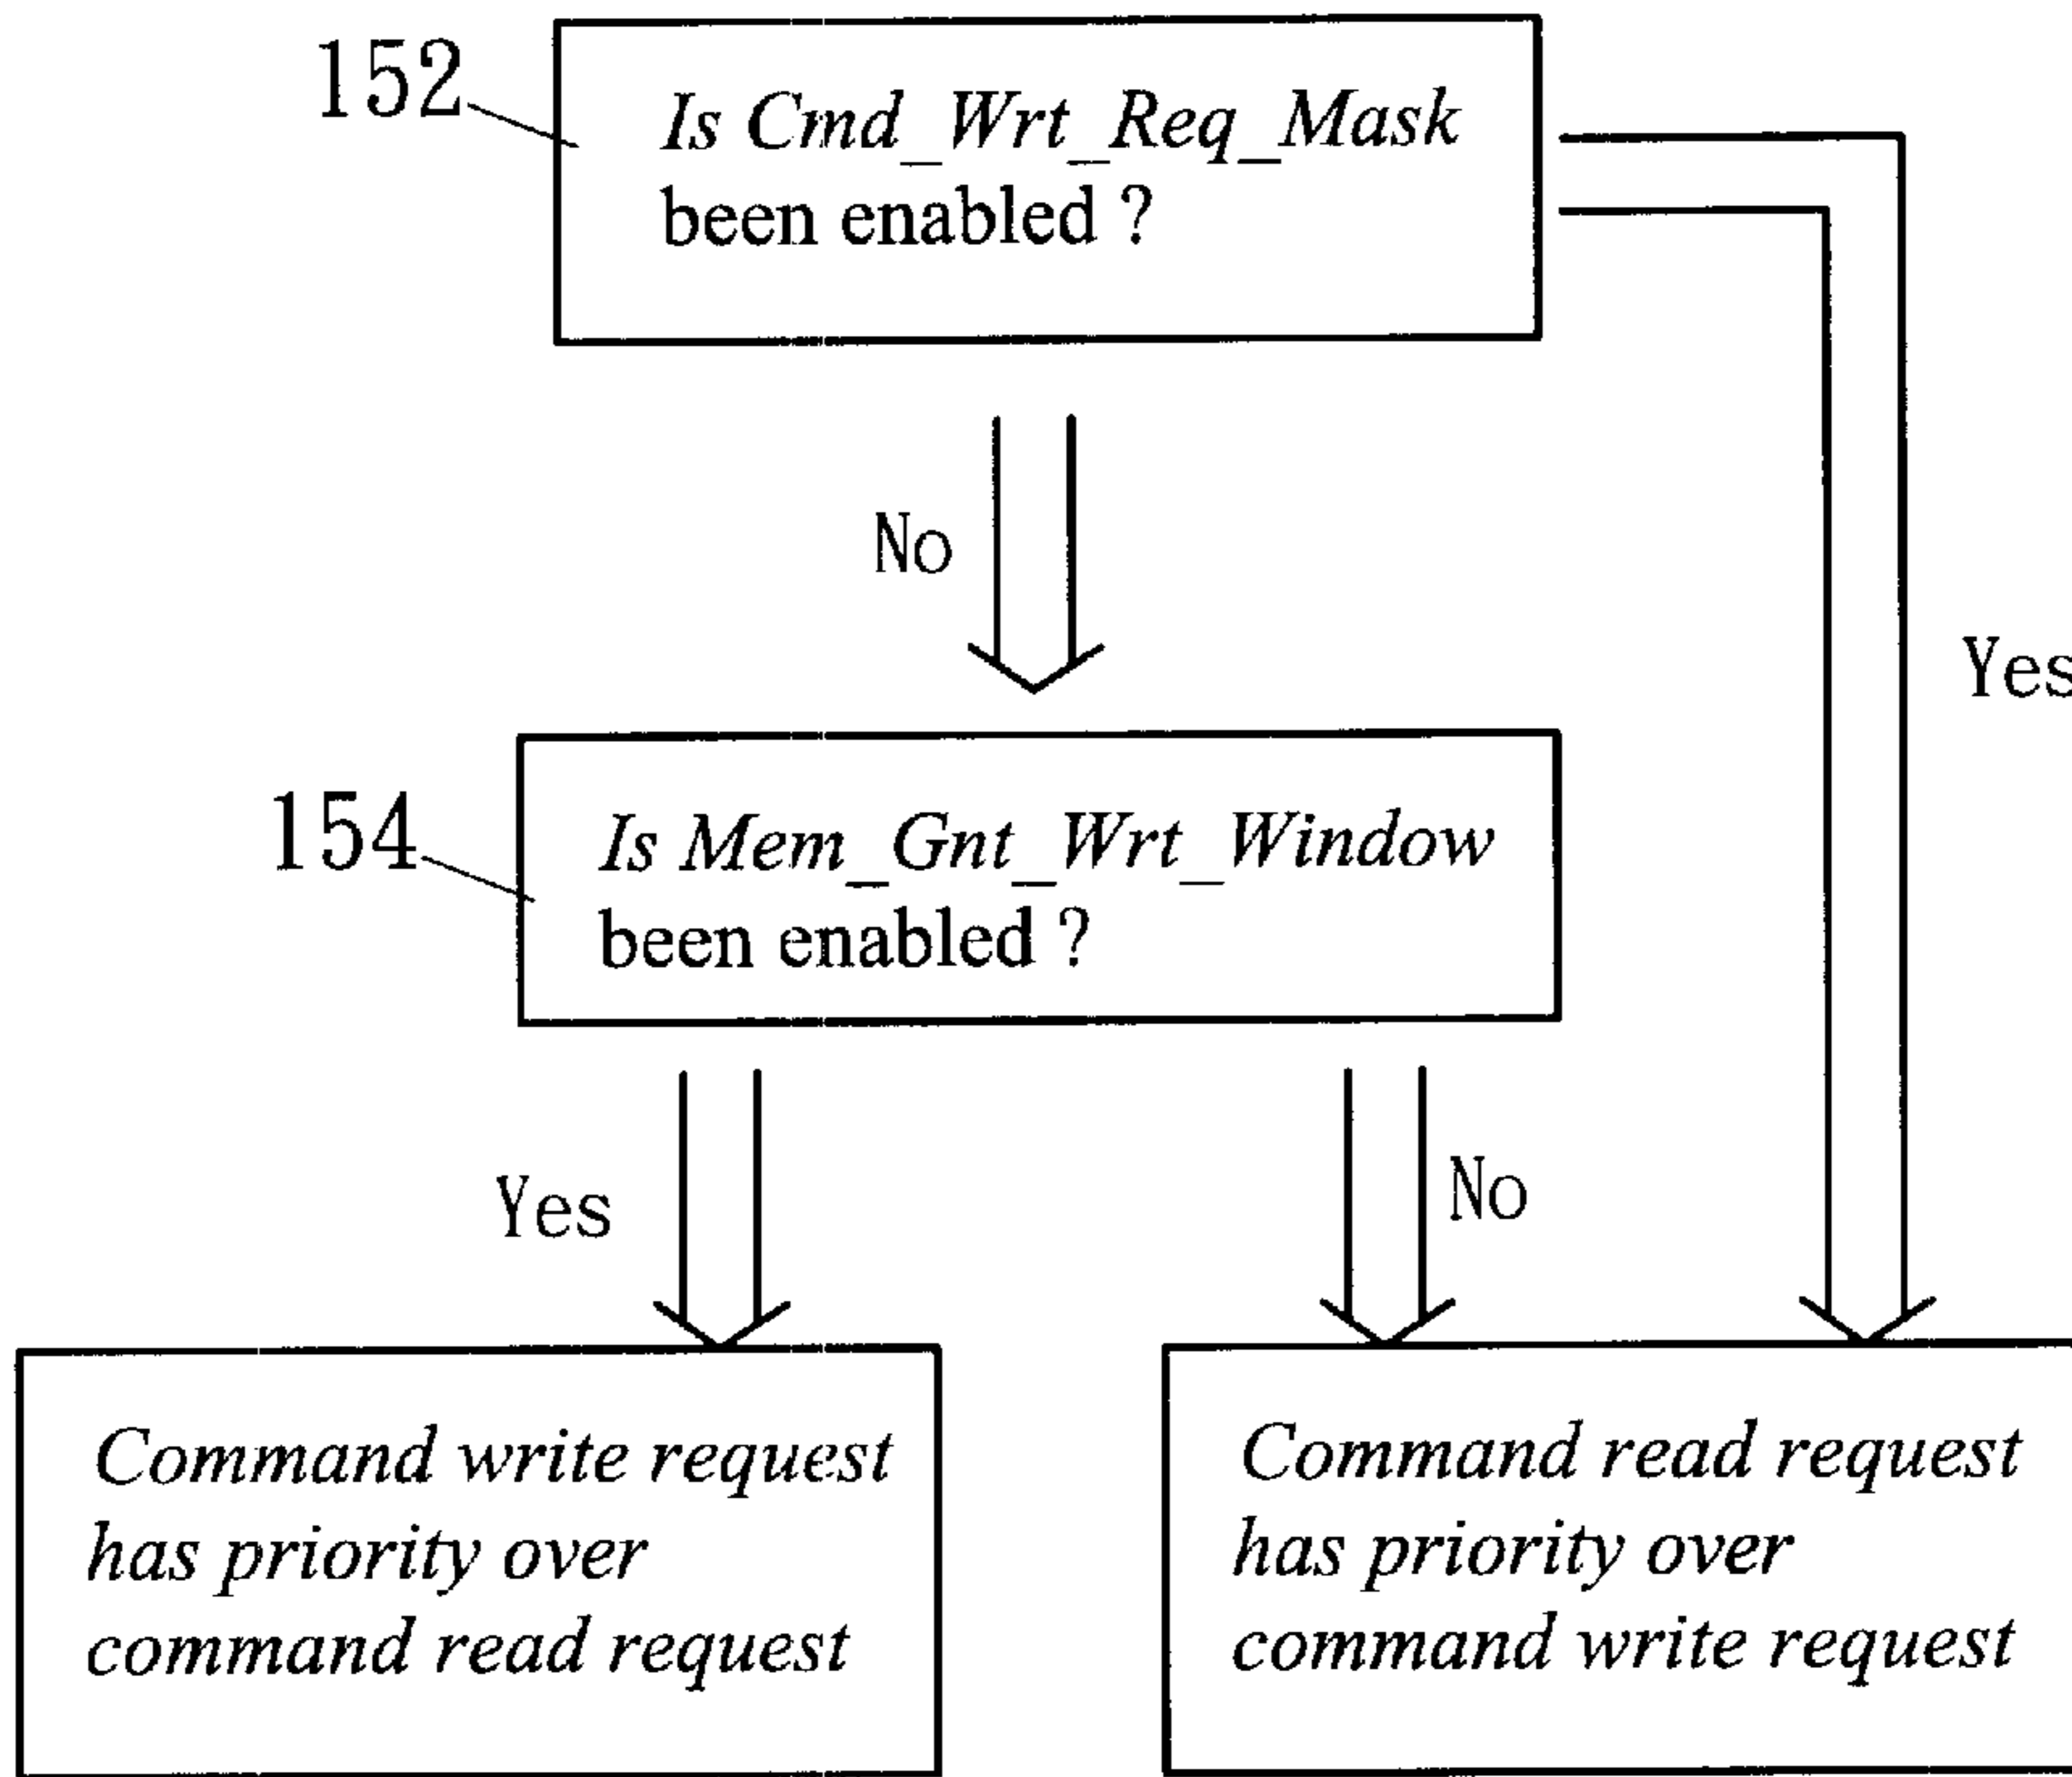 152
Is Cmd_Wrt_Req_Mask
been enabled ?
No
Yes
154
Is Mem_Gnt_Wrt_Window
been enabled ?
Yes
No
Command write request
has priority over
command read request
Command read request
has priority over
command write request